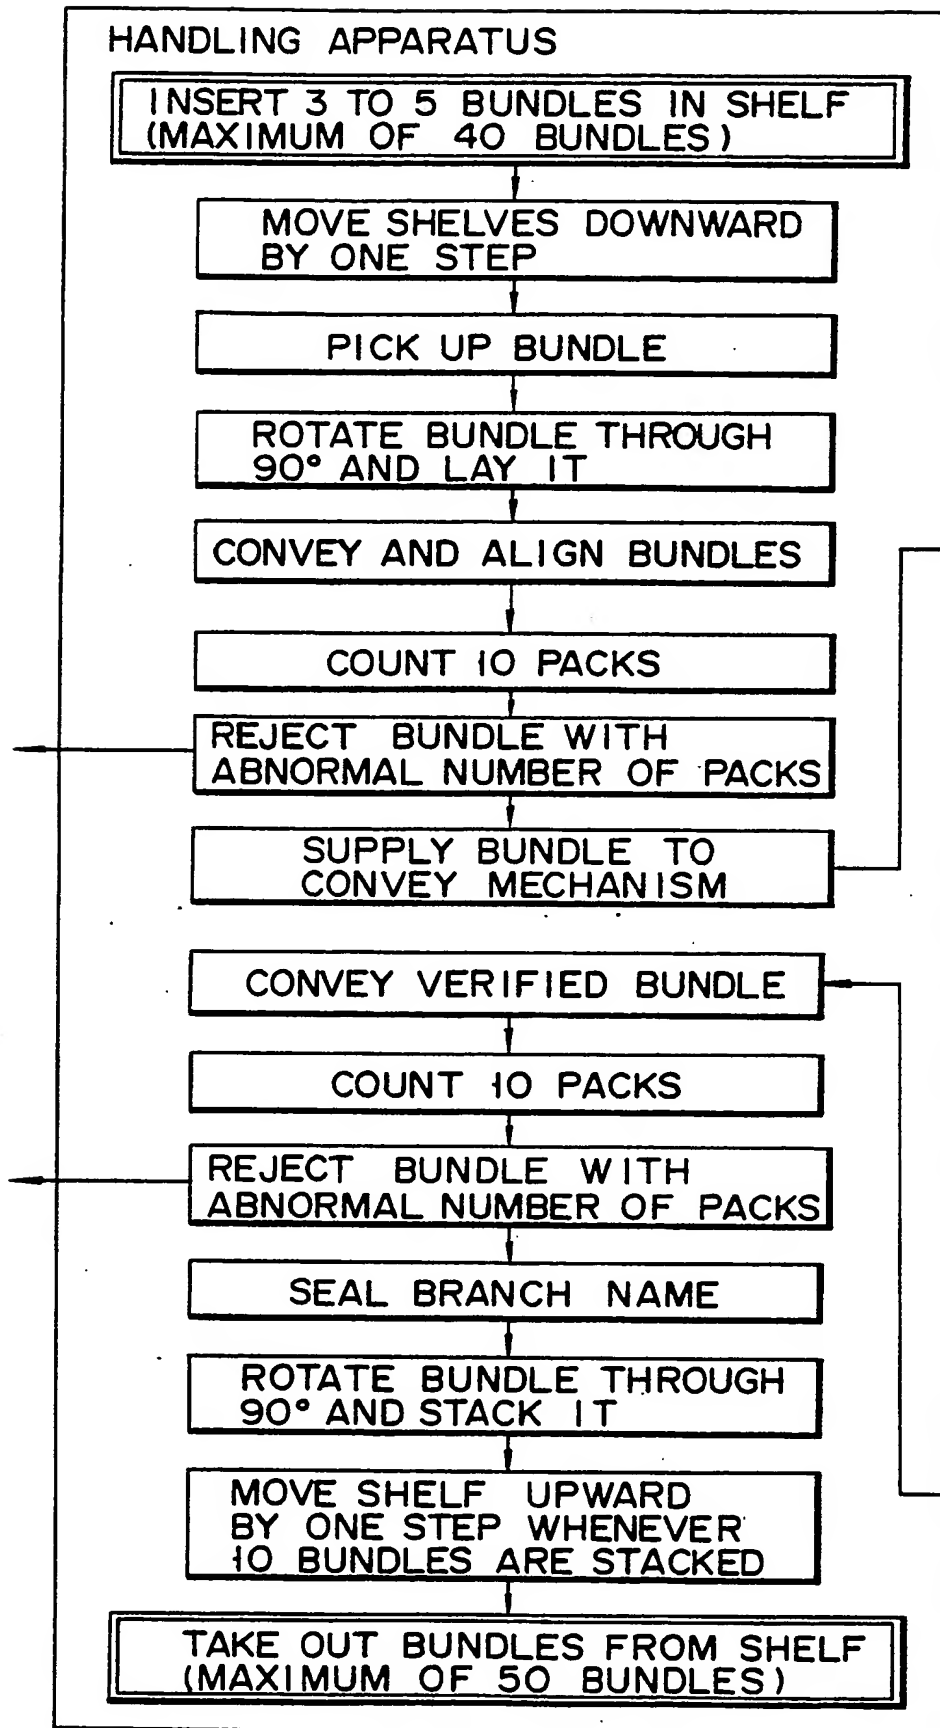 HANDLING APPARATUS
INSERT 3 TO 5 BUNDLES IN SHELF
(MAXIMUM OF 40 BUNDLES)
MOVE SHELVES DOWNWARD
BY ONE STEP
PICK UP BUNDLE
ROTATE BUNDLE THROUGH
90° AND LAY IT
CONVEY AND ALIGN BUNDLES
COUNT 10 PACKS
REJECT BUNDLE WITH
ABNORMAL NUMBER OF PACKS
SUPPLY BUNDLE TO
CONVEY MECHANISM
CONVEY VERIFIED BUNDLE
COUNT 10 PACKS
REJECT BUNDLE WITH
ABNORMAL NUMBER OF PACKS
SEAL BRANCH NAME
ROTATE BUNDLE THROUGH
90° AND STACK IT
MOVE SHELF UPWARD
BY ONE STEP WHENEVER
10 BUNDLES ARE STACKED
TAKE OUT BUNDLES FROM SHELF
(MAXIMUM OF 50 BUNDLES)